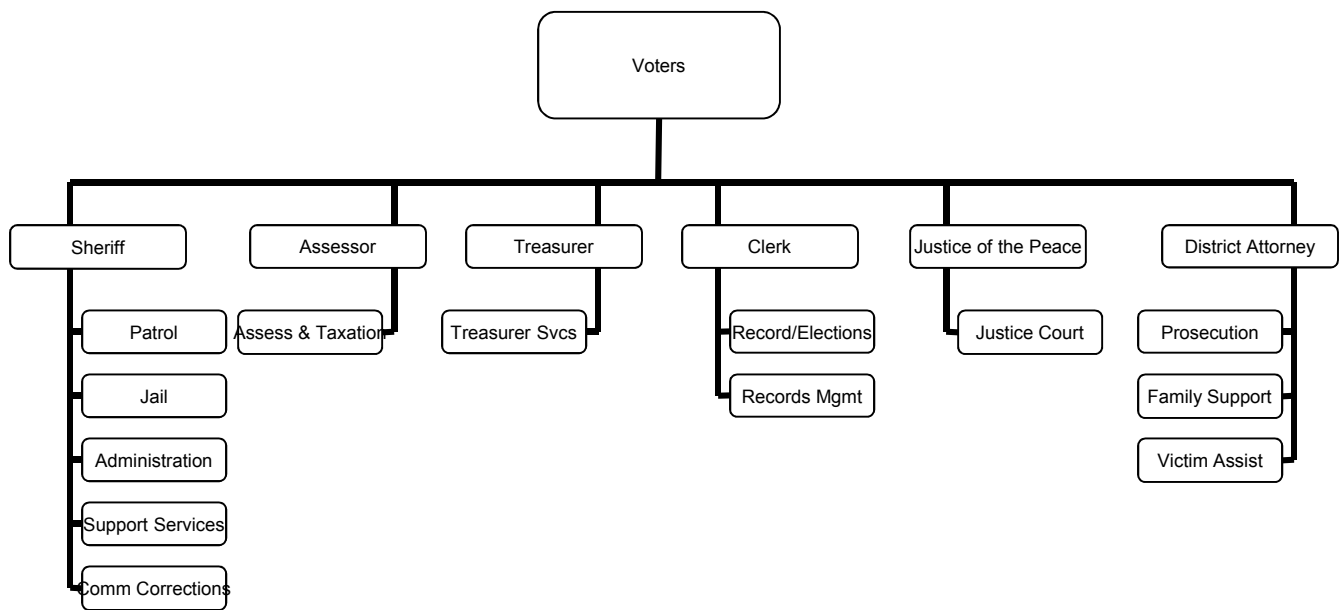 Voters
Sheriff
Assessor
Treasurer
Clerk
Justice of the Peace
District Attorney
Patrol
Assess & Taxation
Treasurer Svcs
Record/Elections
Justice Court
Prosecution
Jail
Records Mgmt
Family Support
Administration
Victim Assist
Support Services
Comm Corrections